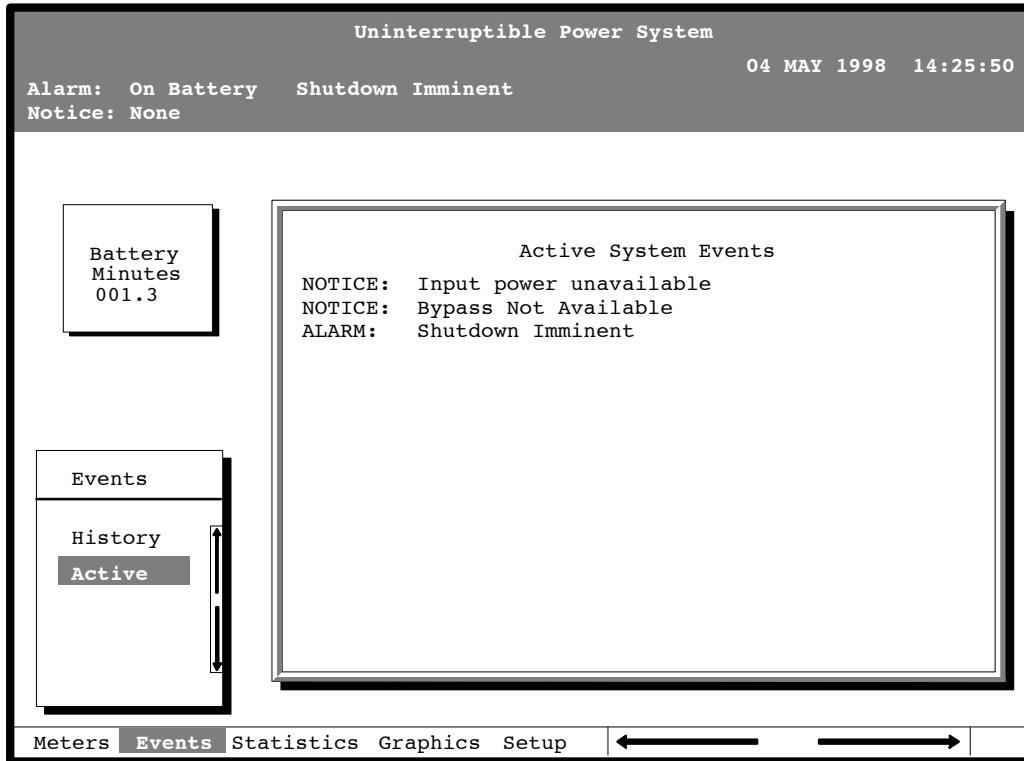 Uninterruptible Power System
04 MAY 1998 14:25:50
Alarm: On Battery Shutdown Imminent
Notice: None
Battery
Minutes
001.3
Active System Events
NOTICE: Input power unavailable
NOTICE: Bypass Not Available
ALARM: Shutdown Imminent
Events
History
Active
Meters Events Statistics Graphics Setup